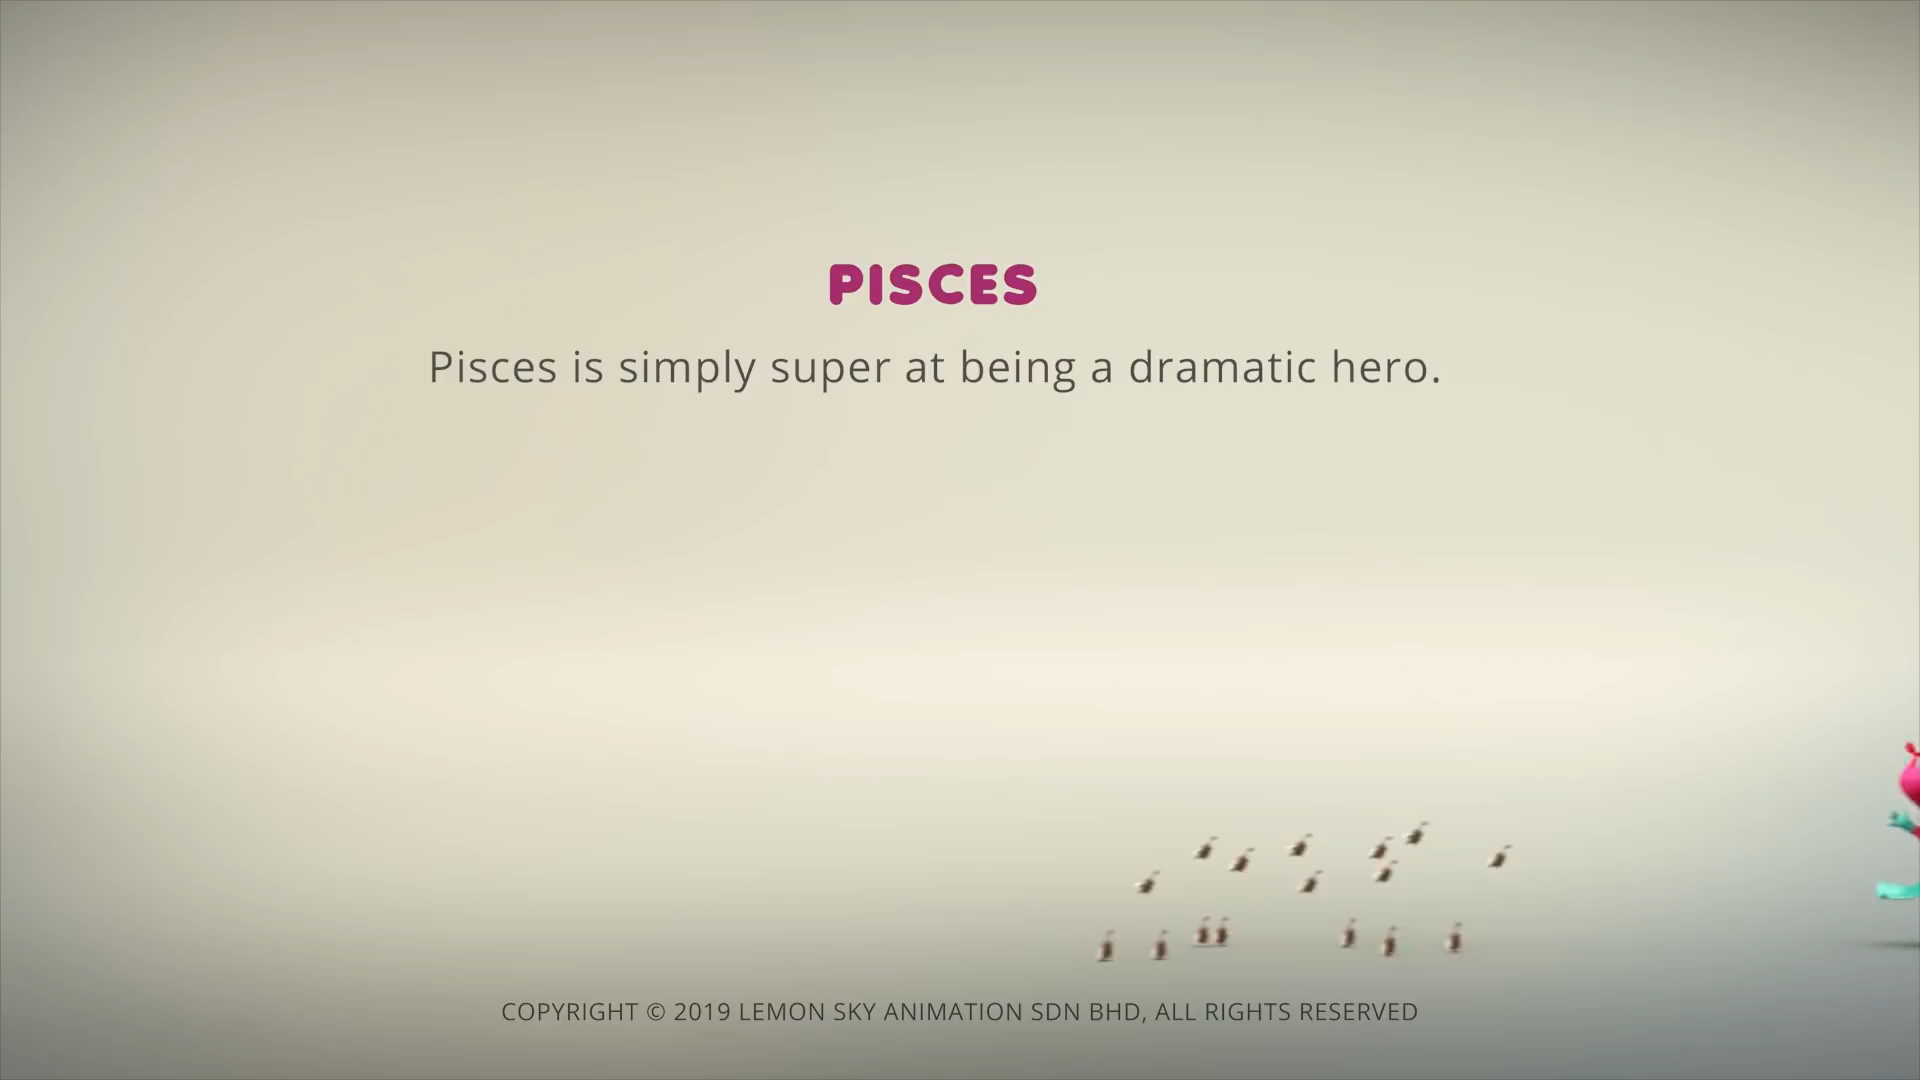 PISCES
Pisces is simply super at being a dramatic hero.
COPYRIGHT © 2019 LEMON SKY ANIMATION SDN BHD, ALL RIGHTS RESERVED